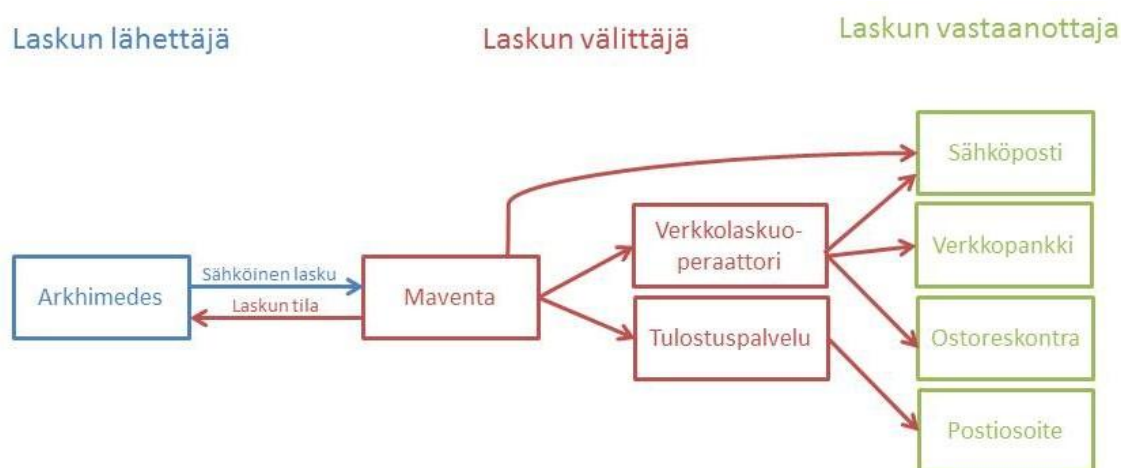 Laskun lähettäjä
Laskun välittäjä
Laskun vastaanottaja
Sähköposti
Verkkolaskuo-
peraattori
Verkkopankki
Sähköinen lasku
Arkhimedes
Maventa
Laskun tila
Tulostuspalvelu
Ostoreskontra
Postiosoite